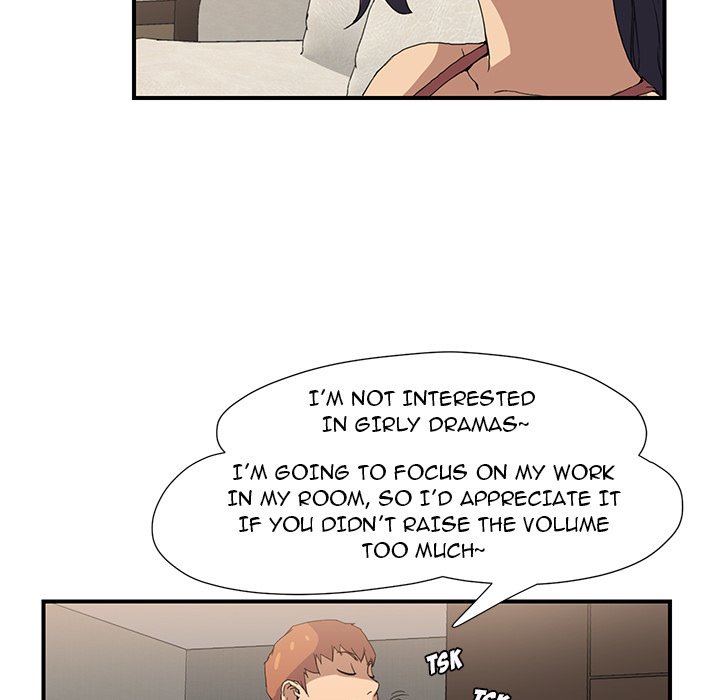 I'M NOT INTERESTED
IN GIRLY DRAMAS~
I'M GOING TO FOCUS ON MY WORK
IN MY ROOM, SO I'D APPRECIATE IT
IF YOU DIDN'T RAISE THE VOLUME
TOO MUCH~
TSK
TSK